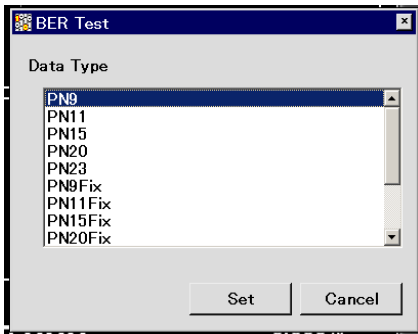 BER Test
Data Type
PN9
PN11
PN15
PN20
PN23
PN9Fix
PN11Fix
PN15Fix
PN20Fix
Set
Cancel